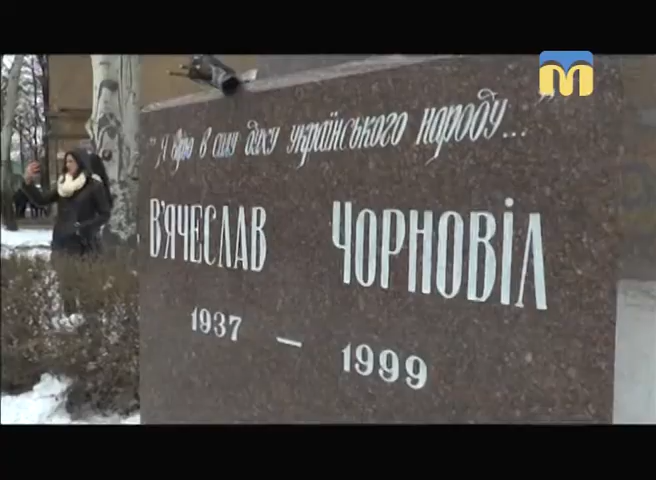 "Я вірю в силу духу українського народу..."
В'ЯЧЕСЛАВ ЧОРНОВІЛ
1937 – 1999
М